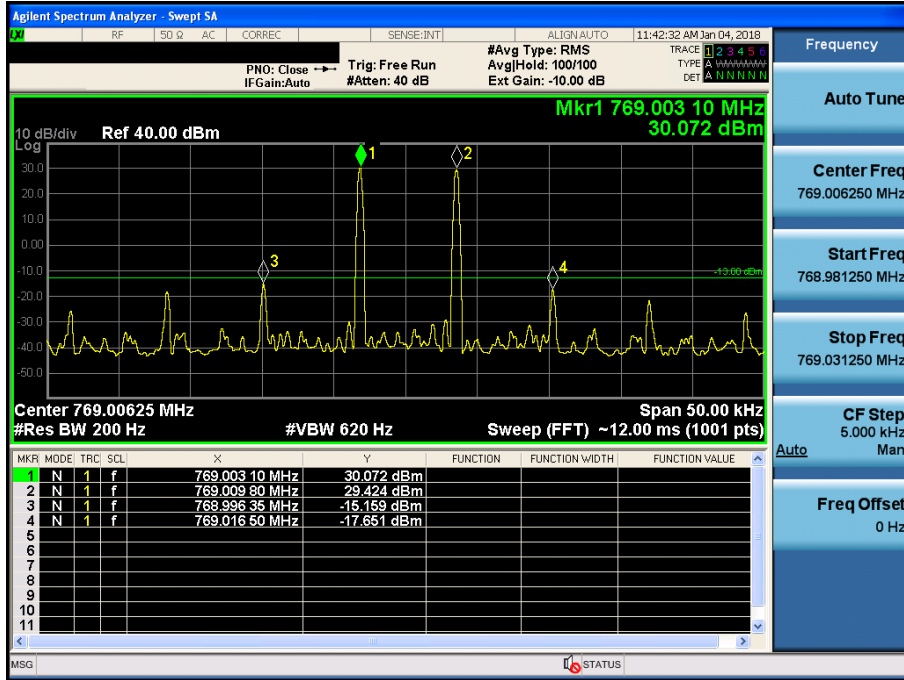 Agilent Spectrum Analyzer - Swept SA
LXI RF 50 Ω AC CORREC SENSE:INT ALIGN AUTO 11:42:32 AM Jan 04, 2018
PNO: Close Trig: Free Run #Avg Type: RMS TRACE 1 2 3 4 5 6
IFGain:Auto #Atten: 40 dB Avg|Hold: 100/100 TYPE A WWWWW
Ext Gain: -10.00 dB DET A N N N N N
Mkr1 769.003 10 MHz
30.072 dBm
10 dB/div Ref 40.00 dBm
Log
30.0
20.0
10.0
0.00
-10.0
-20.0
-30.0
-40.0
-50.0
1
2
3
4
-13.00 dBm
Center 769.00625 MHz Span 50.00 kHz
#Res BW 200 Hz #VBW 620 Hz Sweep (FFT) ~12.00 ms (1001 pts)
MKR MODE TRC SCL X Y FUNCTION FUNCTION WIDTH FUNCTION VALUE
1 N 1 f 769.003 10 MHz 30.072 dBm
2 N 1 f 769.009 80 MHz 29.424 dBm
3 N 1 f 768.996 35 MHz -15.159 dBm
4 N 1 f 769.016 50 MHz -17.651 dBm
5
6
7
8
9
10
11
MSG STATUS
Frequency
Auto Tune
Center Freq
769.006250 MHz
Start Freq
768.981250 MHz
Stop Freq
769.031250 MHz
CF Step
5.000 kHz
Auto Man
Freq Offset
0 Hz